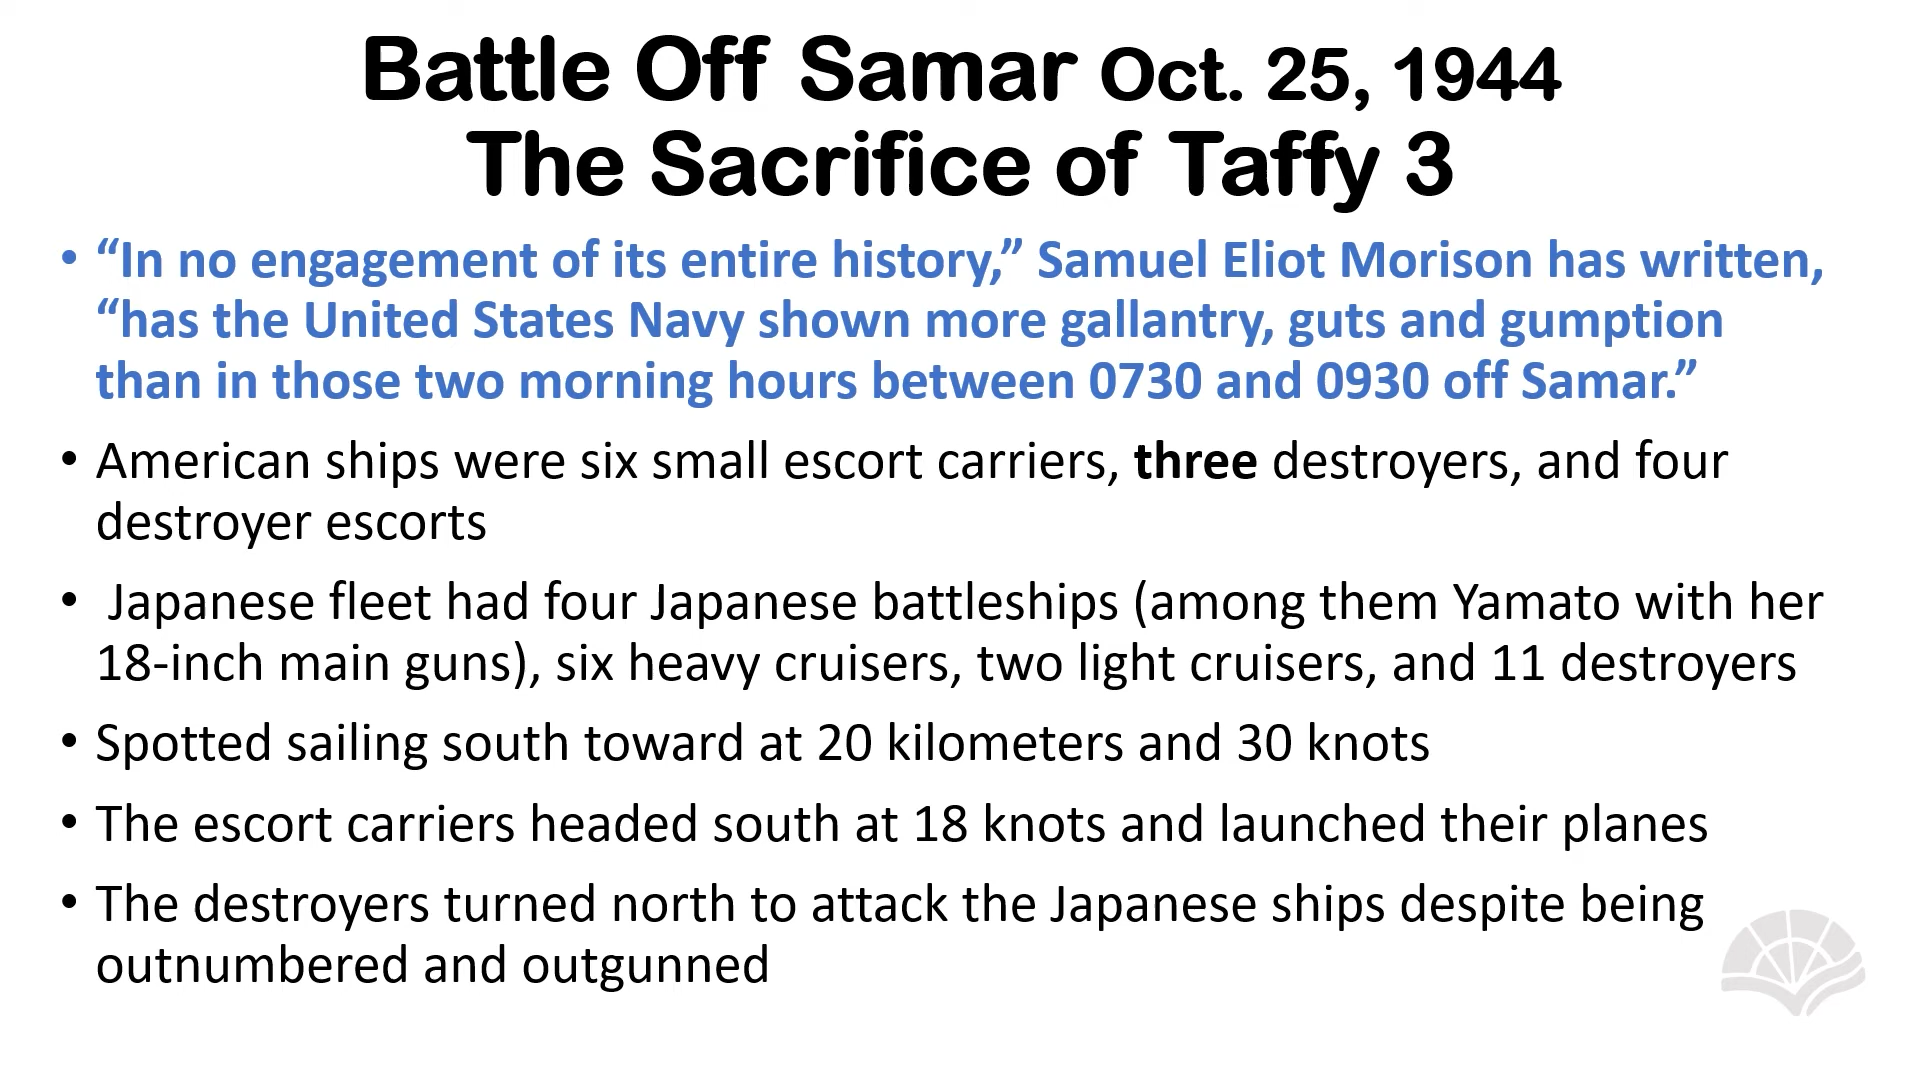 Battle Off Samar Oct. 25, 1944
The Sacrifice of Taffy 3
• “In no engagement of its entire history,” Samuel Eliot Morison has written,
“has the United States Navy shown more gallantry, guts and gumption
than in those two morning hours between 0730 and 0930 off Samar.”
• American ships were six small escort carriers, three destroyers, and four
destroyer escorts
• Japanese fleet had four Japanese battleships (among them Yamato with her
18-inch main guns), six heavy cruisers, two light cruisers, and 11 destroyers
• Spotted sailing south toward at 20 kilometers and 30 knots
• The escort carriers headed south at 18 knots and launched their planes
• The destroyers turned north to attack the Japanese ships despite being
outnumbered and outgunned